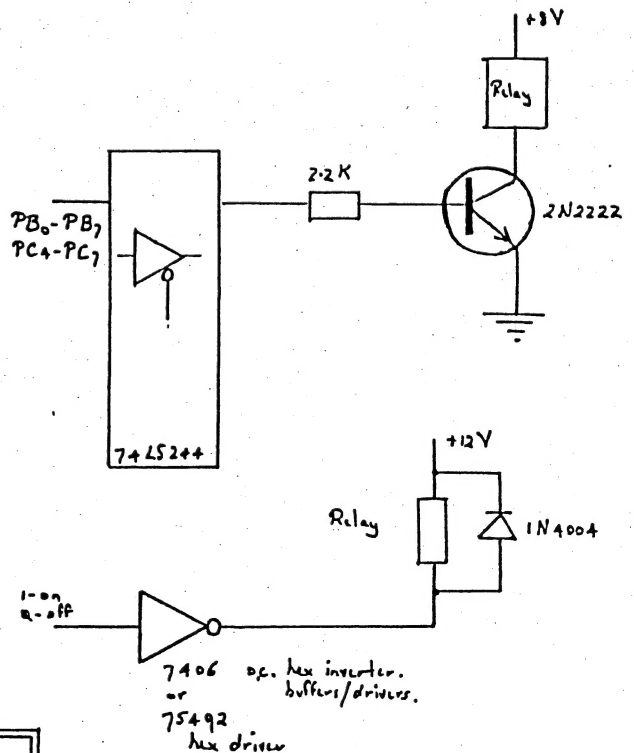 +8V
Relay
2.2K
2N2222
PB0-PB7
PC4-PC7
74LS244
+12V
Relay
1N4004
1-on
0-off
7406 o.c. hex inverter.
or buffers/drivers.
75492
hex driver